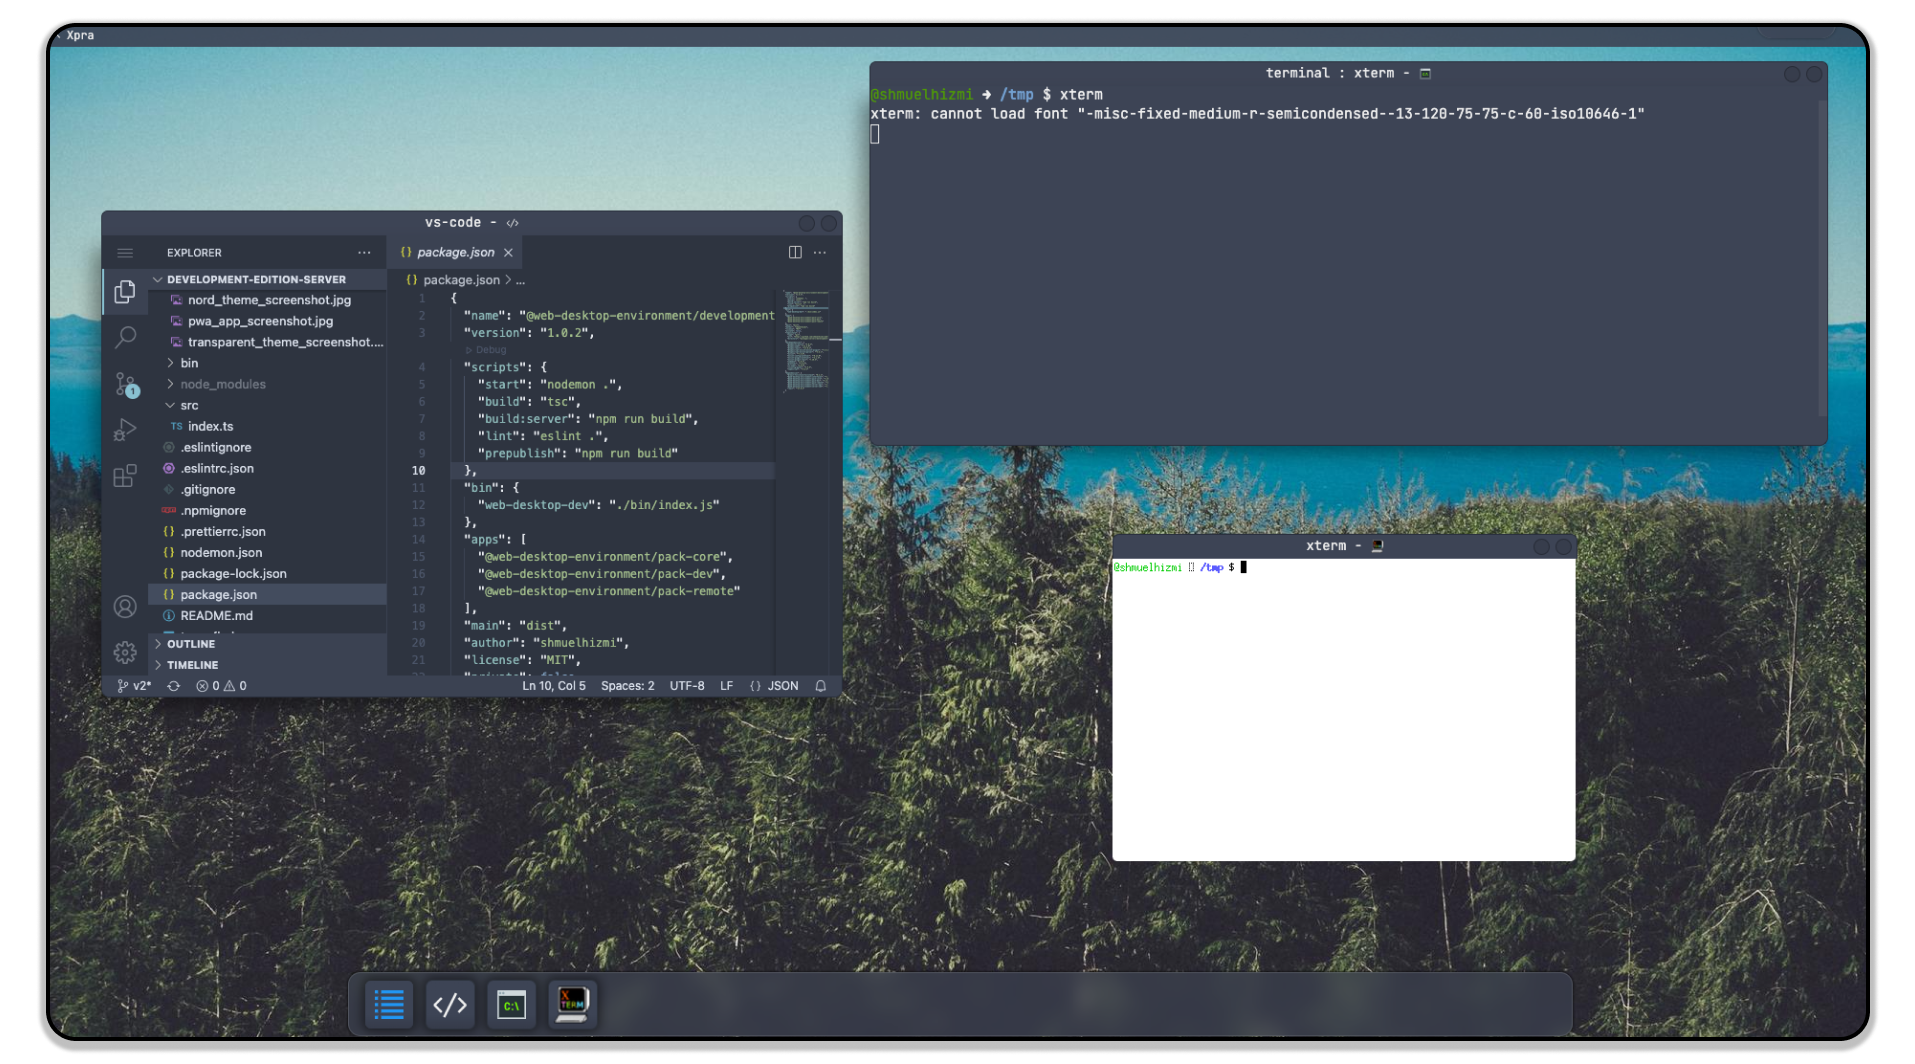 Xpra
terminal : xterm -
@shmuelhizmi ➜ /tmp $ xterm
xterm: cannot load font "-misc-fixed-medium-r-semicondensed--13-120-75-75-c-60-iso10646-1"
vs-code -
EXPLORER
DEVELOPMENT-EDITION-SERVER
nord_theme_screenshot.jpg
pwa_app_screenshot.jpg
transparent_theme_screenshot....
bin
node_modules
src
TS index.ts
.eslintignore
.eslintrc.json
.gitignore
.npmignore
{} .prettierrc.json
{} nodemon.json
{} package-lock.json
{} package.json
README.md
OUTLINE
TIMELINE
1
{} package.json
{} package.json > ...
1 {
2 "name": "@web-desktop-environment/development
3 "version": "1.0.2",
Debug
4 "scripts": {
5 "start": "nodemon .",
6 "build": "tsc",
7 "build:server": "npm run build",
8 "lint": "eslint .",
9 "prepublish": "npm run build"
10 },
11 "bin": {
12 "web-desktop-dev": "./bin/index.js"
13 },
14 "apps": [
15 "@web-desktop-environment/pack-core",
16 "@web-desktop-environment/pack-dev",
17 "@web-desktop-environment/pack-remote"
18 ],
19 "main": "dist",
20 "author": "shmuelhizmi",
21 "license": "MIT",
v2* 0 0 Ln 10, Col 5 Spaces: 2 UTF-8 LF {} JSON
xterm -
@shmuelhizmi /tmp $
</> C:\ X TERM